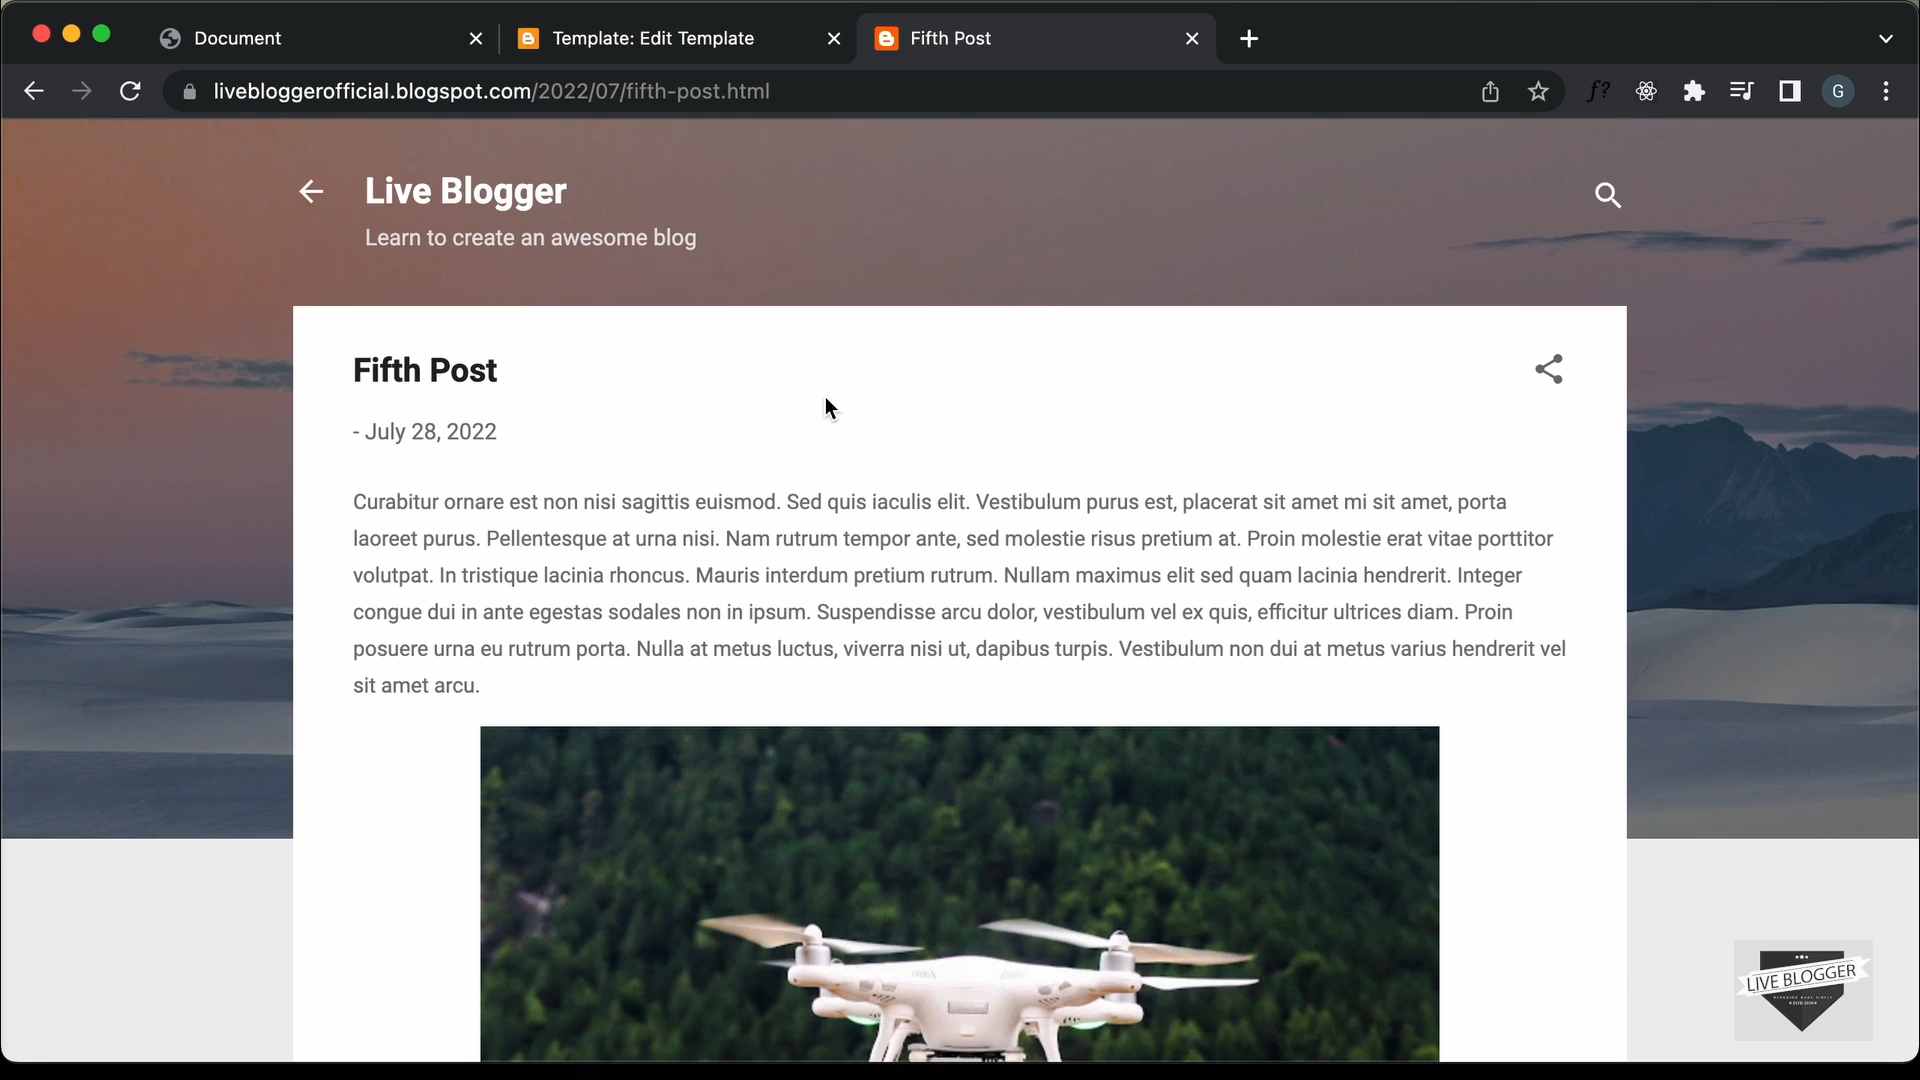 Document
Template: Edit Template
Fifth Post
livebloggerofficial.blogspot.com/2022/07/fifth-post.html
f?
G
Live Blogger
Learn to create an awesome blog
Fifth Post
- July 28, 2022
Curabitur ornare est non nisi sagittis euismod. Sed quis iaculis elit. Vestibulum purus est, placerat sit amet mi sit amet, porta
laoreet purus. Pellentesque at urna nisi. Nam rutrum tempor ante, sed molestie risus pretium at. Proin molestie erat vitae porttitor
volutpat. In tristique lacinia rhoncus. Mauris interdum pretium rutrum. Nullam maximus elit sed quam lacinia hendrerit. Integer
congue dui in ante egestas sodales non in ipsum. Suspendisse arcu dolor, vestibulum vel ex quis, efficitur ultrices diam. Proin
posuere urna eu rutrum porta. Nulla at metus luctus, viverra nisi ut, dapibus turpis. Vestibulum non dui at metus varius hendrerit vel
sit amet arcu.
LIVE BLOGGER